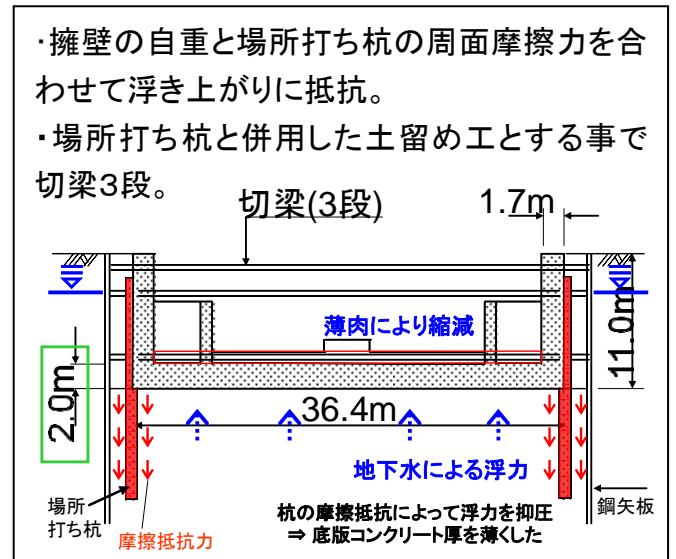 ·擁壁の自重と場所打ち杭の周面摩擦力を合
わせて浮き上がりに抵抗。
・場所打ち杭と併用した土留め工とする事で
切梁3段。
切梁(3段)
1.7m
薄肉により縮減
11.0m
2.0m
36.4m
地下水による浮力
場所
打ち杭
摩擦抵抗力
杭の摩擦抵抗によって浮力を抑圧
⇒ 底版コンクリート厚を薄くした
鋼矢板